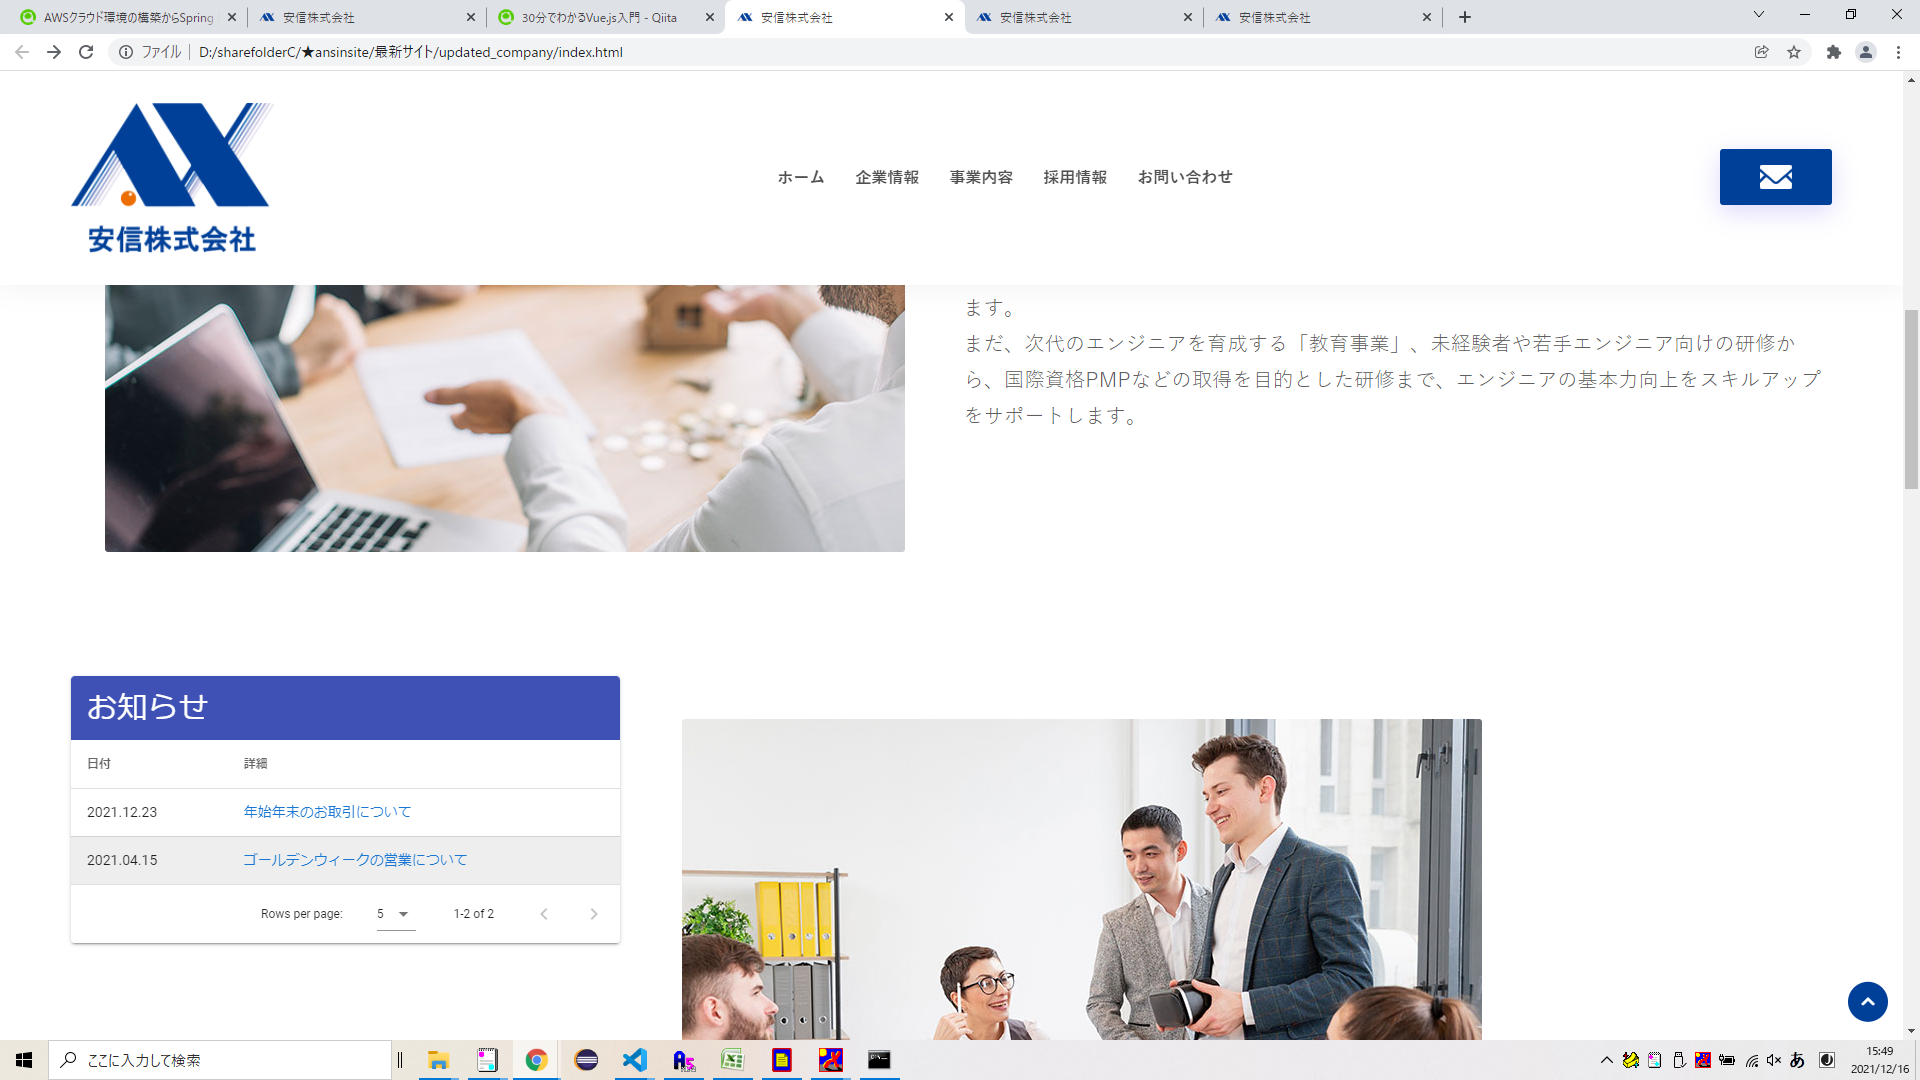 AWSクラウド環境の構築からSpring
安信株式会社
30分でわかるVue.js入門 - Qiita
安信株式会社
安信株式会社
安信株式会社
ファイル
D:/sharefolderC/★ansinsite/最新サイト/updated_company/index.html
安信株式会社
ホーム 企業情報 事業内容 採用情報 お問い合わせ
ます。
まだ、次代のエンジニアを育成する「教育事業」、未経験者や若手エンジニア向けの研修か
ら、国際資格PMPなどの取得を目的とした研修まで、エンジニアの基本力向上をスキルアップ
をサポートします。
お知らせ
日付 詳細
2021.12.23 年始年末のお取引について
2021.04.15 ゴールデンウィークの営業について
Rows per page: 5 1-2 of 2
ここに入力して検索
あ
15:49
2021/12/16